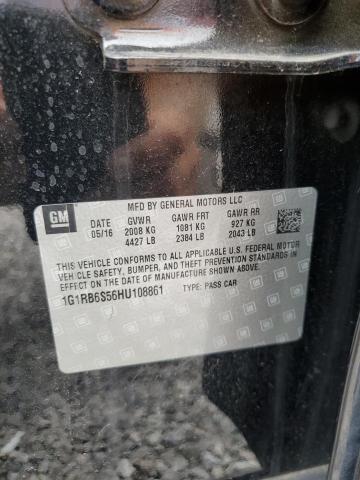 MFD BY GENERAL MOTORS LLC
GM
DATE GVWR GAWR FRT GAWR RR
05/16 2008 KG 1081 KG 927 KG
4427 LB 2384 LB 2043 LB
THIS VEHICLE CONFORMS TO ALL APPLICABLE U.S. FEDERAL MOTOR
VEHICLE SAFETY, BUMPER, AND THEFT PREVENTION STANDARDS IN
EFFECT ON THE DATE OF MANUFACTURE SHOWN ABOVE.
1G1RB6S56HU108861 TYPE: PASS CAR